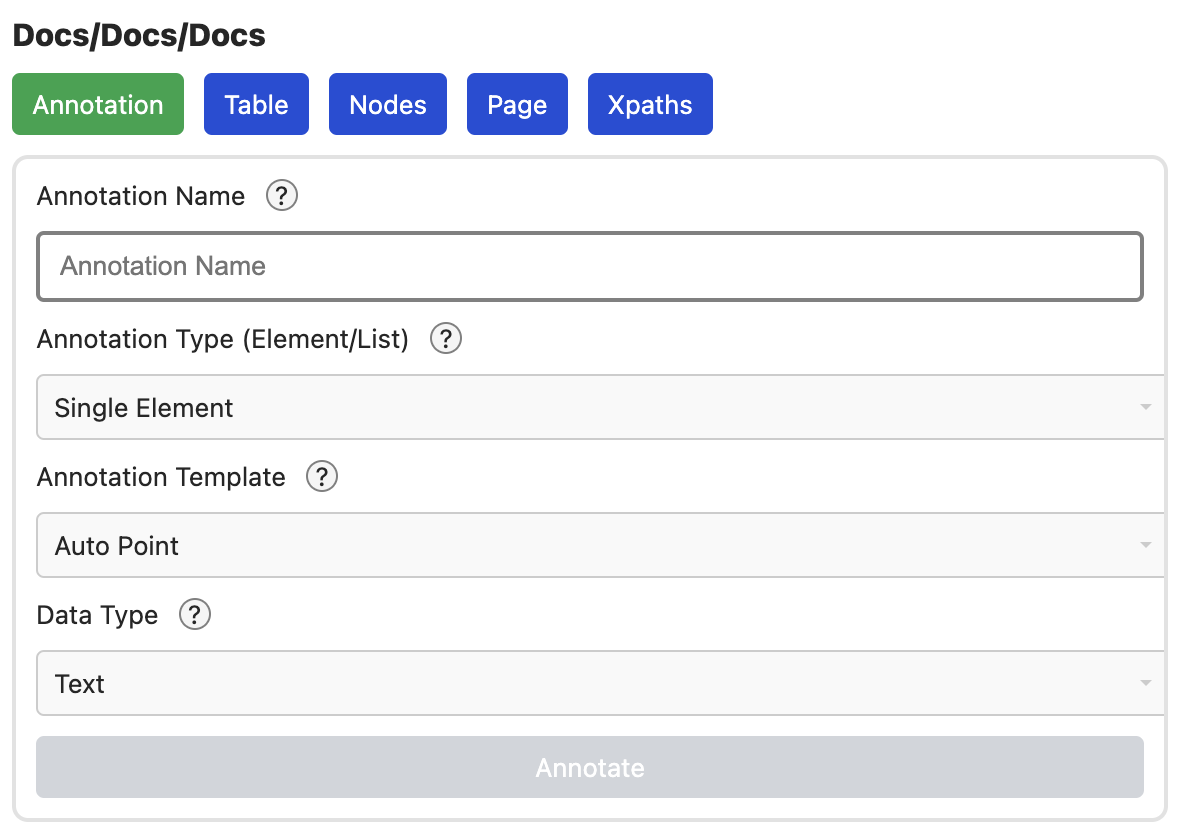 Docs/Docs/Docs
Annotation Table Nodes Page Xpaths
Annotation Name ?
Annotation Name
Annotation Type (Element/List) ?
Single Element
Annotation Template ?
Auto Point
Data Type ?
Text
Annotate